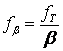 f_β = f_T / β